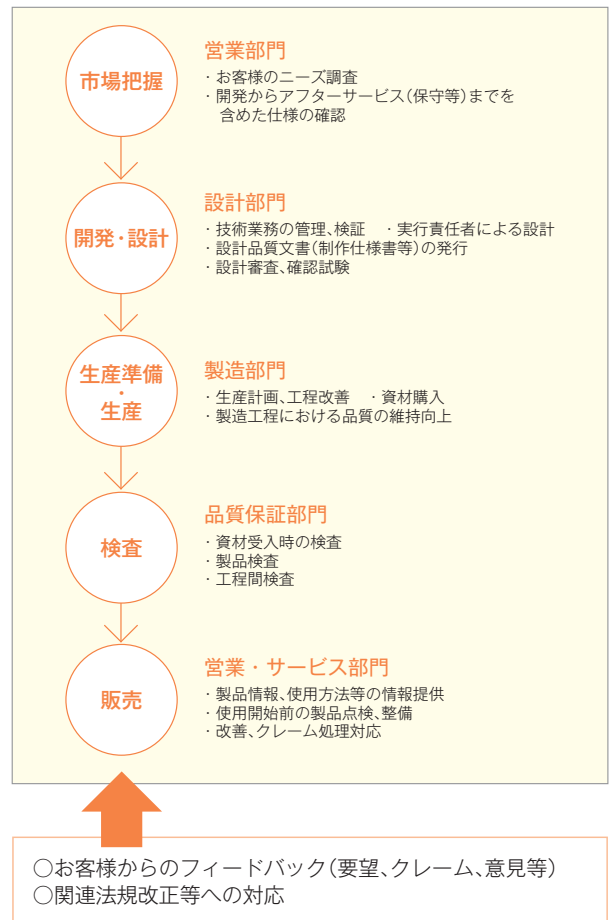 市場把握
営業部門
・お客様のニーズ調査
・開発からアフターサービス(保守等)までを
含めた仕様の確認
開発・設計
設計部門
・技術業務の管理、検証　・実行責任者による設計
・設計品質文書(制作仕様書等)の発行
・設計審査、確認試験
生産準備
・
生産
製造部門
・生産計画、工程改善　・資材購入
・製造工程における品質の維持向上
検査
品質保証部門
・資材受入時の検査
・製品検査
・工程間検査
販売
営業・サービス部門
・製品情報、使用方法等の情報提供
・使用開始前の製品点検、整備
・改善、クレーム処理対応
○お客様からのフィードバック(要望、クレーム、意見等)
○関連法規改正等への対応